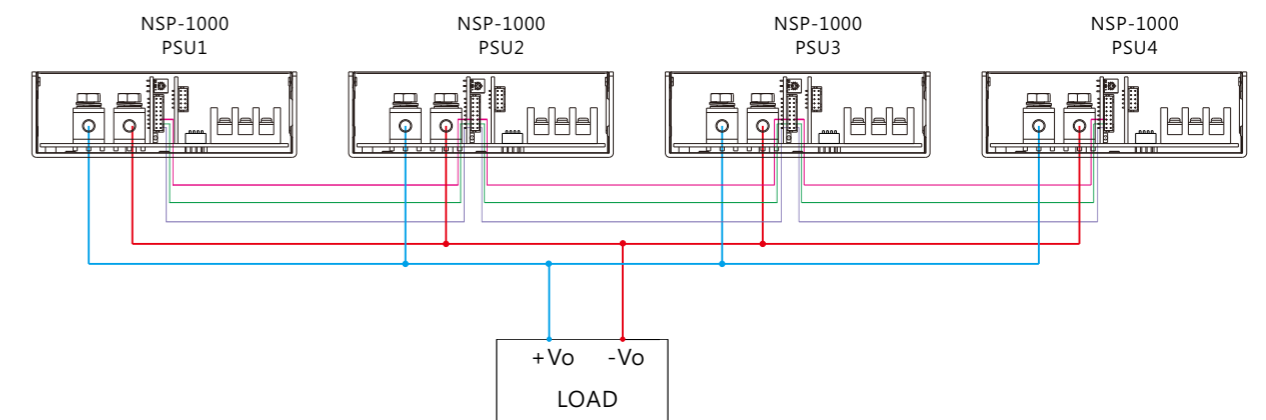 NSP-1000
PSU1
NSP-1000
PSU2
NSP-1000
PSU3
NSP-1000
PSU4
+Vo -Vo
LOAD